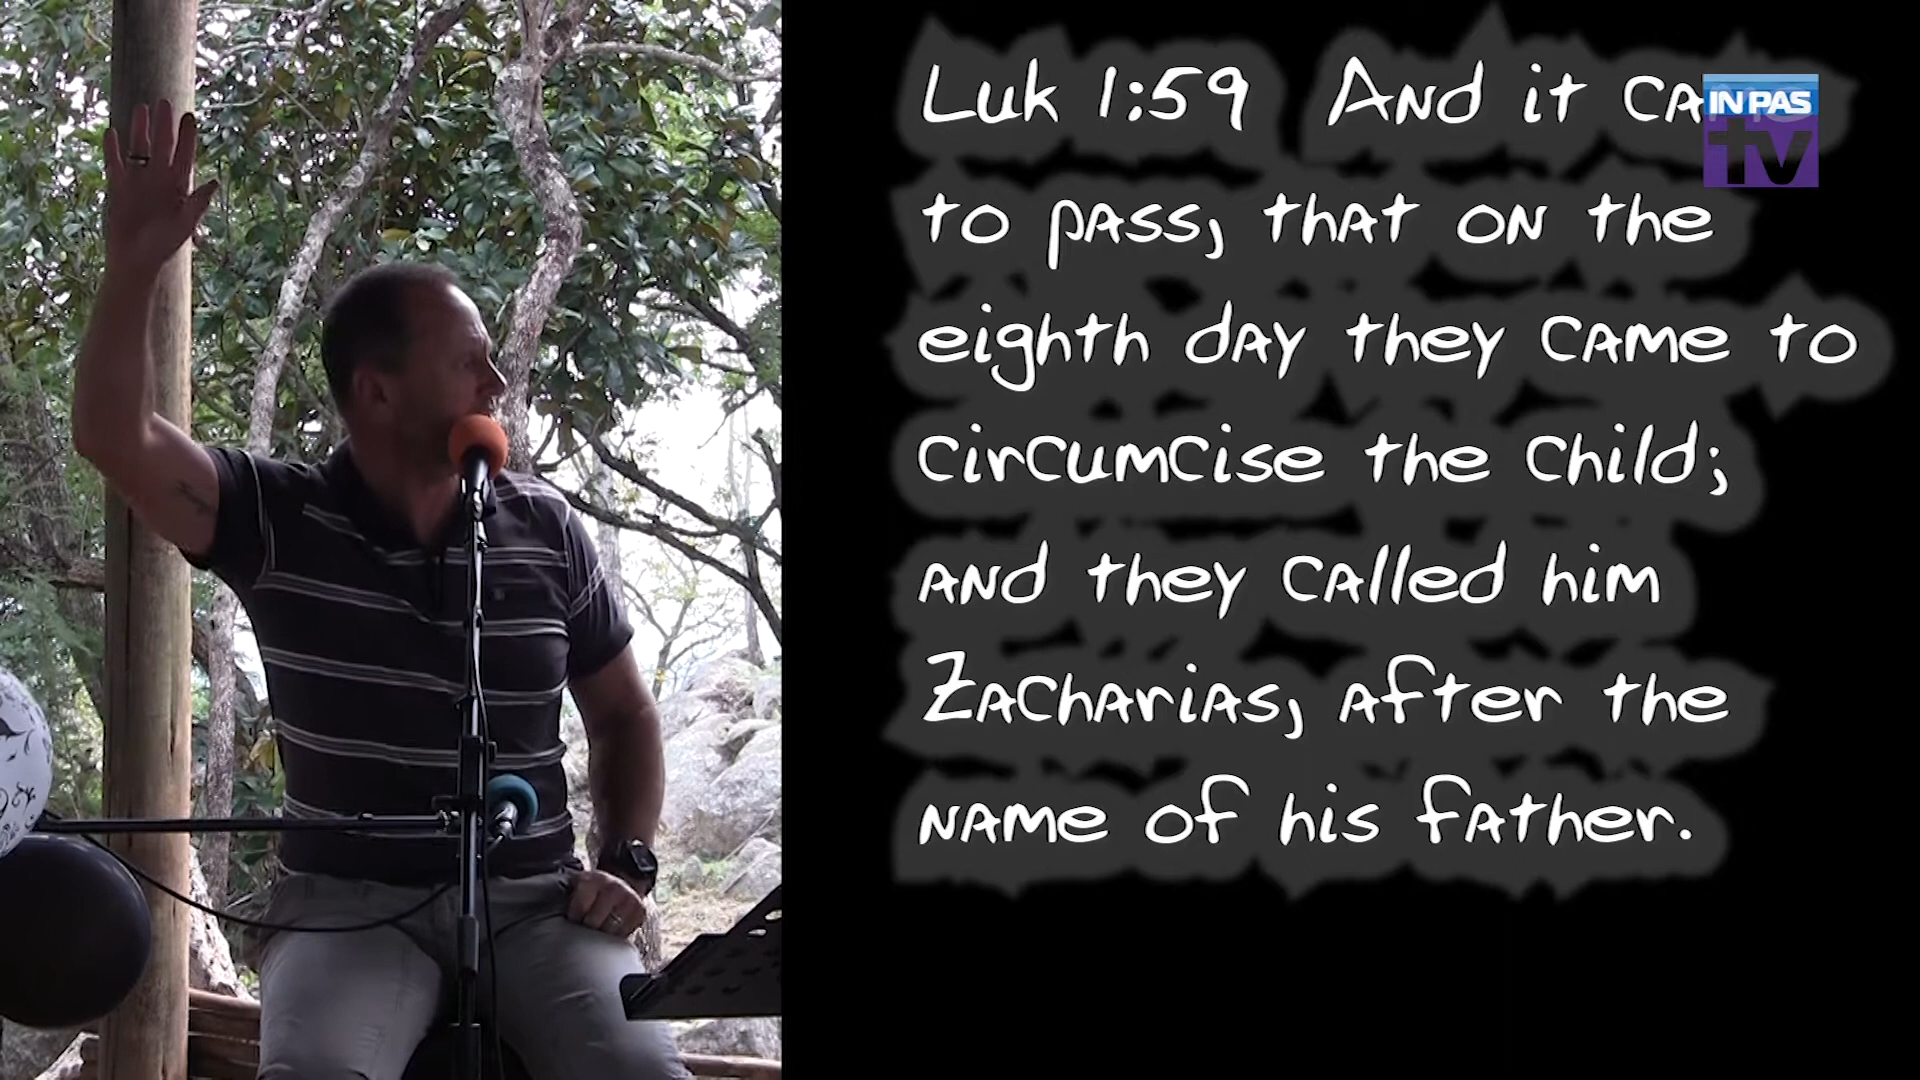 Luk 1:59 And it came
to pass, that on the
eighth day they came to
circumcise the child;
and they called him
Zacharias, after the
name of his father.
IN PAS
tv